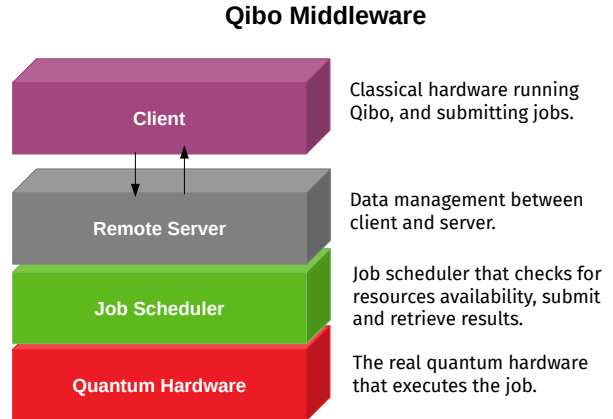 Qibo Middleware
Client
Classical hardware running
Qibo, and submitting jobs.
Remote Server
Data management between
client and server.
Job Scheduler
Job scheduler that checks for
resources availability, submit
and retrieve results.
Quantum Hardware
The real quantum hardware
that executes the job.